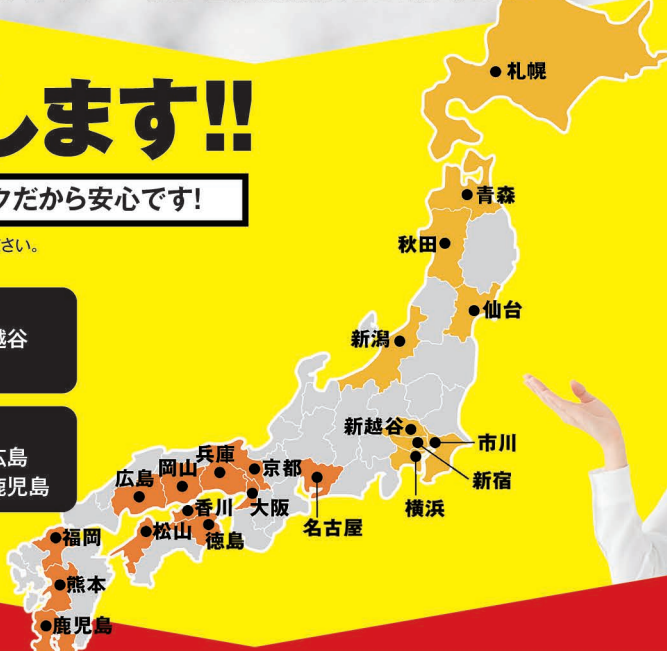 します!!
クだから安心です!
さい。
越谷
広島
鹿児島
札幌
青森
秋田
仙台
新潟
新越谷
市川
新宿
横浜
兵庫
岡山
京都
広島
香川
大阪
名古屋
松山
徳島
福岡
熊本
鹿児島